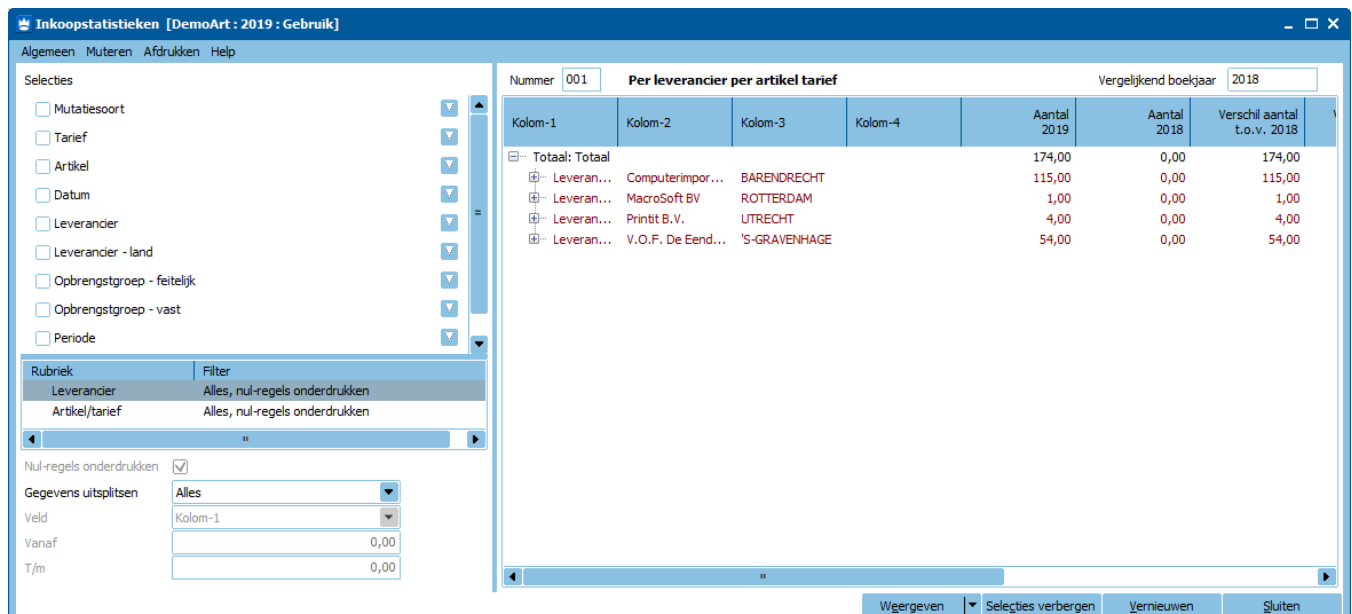 Inkoopstatistieken [DemoArt : 2019 : Gebruik]
Algemeen Muteren Afdrukken Help
Selecties
Mutatiesoort
Tarief
Artikel
Datum
Leverancier
Leverancier - land
Opbrengstgroep - feitelijk
Opbrengstgroep - vast
Periode
Rubriek Filter
Leverancier Alles, nul-regels onderdrukken
Artikel/tarief Alles, nul-regels onderdrukken
Nul-regels onderdrukken
Gegevens uitsplitsen Alles
Veld Kolom-1
Vanaf 0,00
T/m 0,00
Nummer 001 Per leverancier per artikel tarief Vergelijkend boekjaar 2018
Kolom-1 Kolom-2 Kolom-3 Kolom-4 Aantal 2019 Aantal 2018 Verschil aantal t.o.v. 2018
Totaal: Totaal 174,00 0,00 174,00
Leveran... Computerimpor... BARENDRECHT 115,00 0,00 115,00
Leveran... MacroSoft BV ROTTERDAM 1,00 0,00 1,00
Leveran... Printit B.V. UTRECHT 4,00 0,00 4,00
Leveran... V.O.F. De Eend... 'S-GRAVENHAGE 54,00 0,00 54,00
Weergeven Selecties verbergen Vernieuwen Sluiten